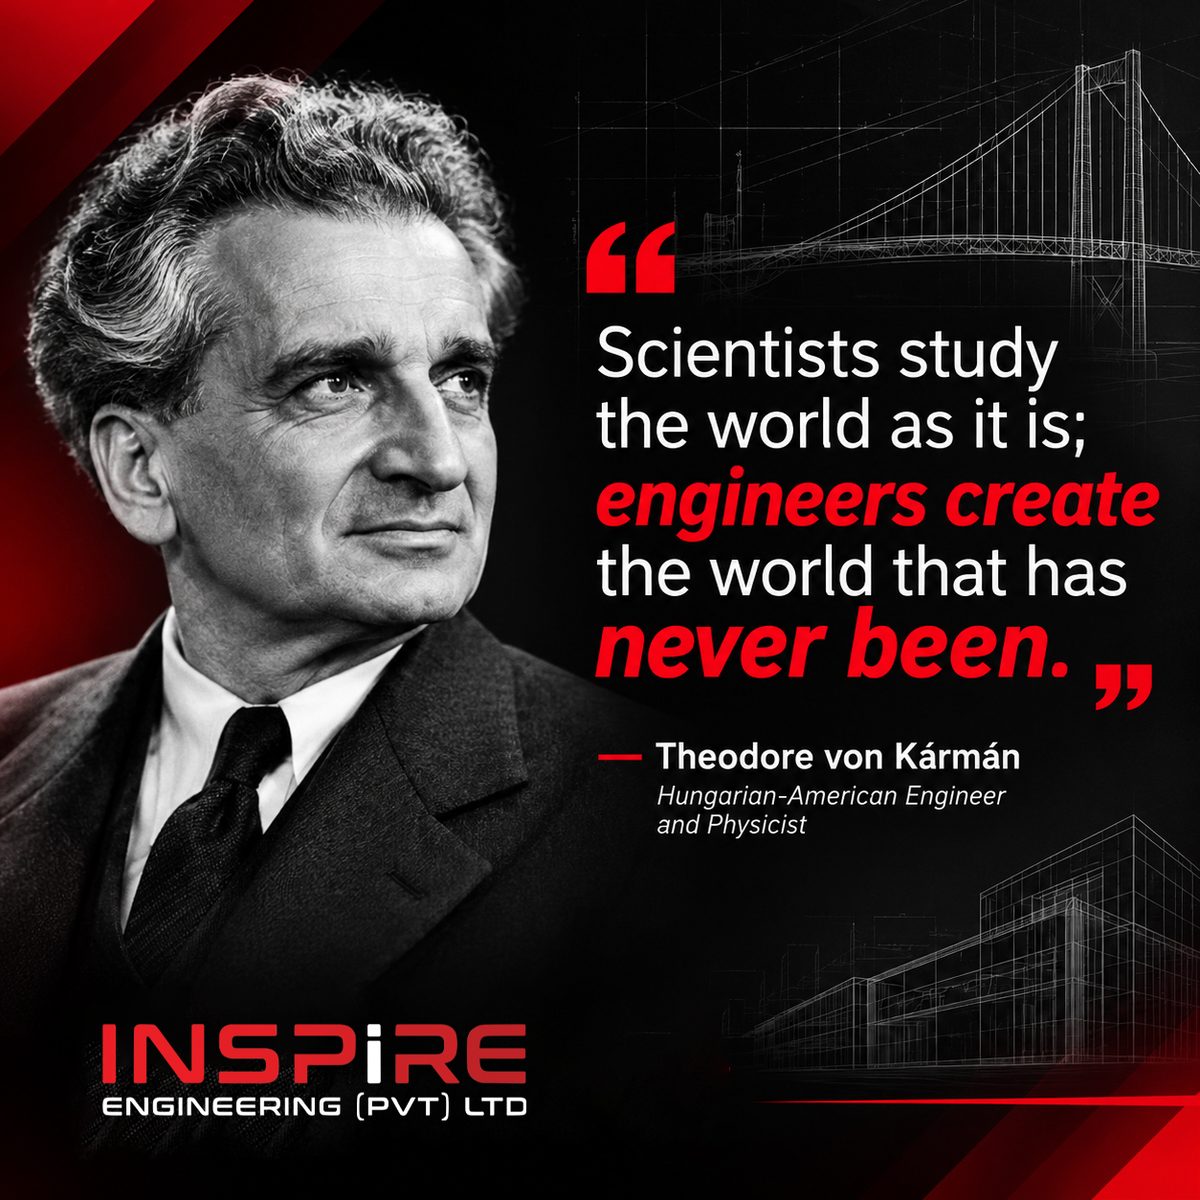 “
Scientists study
the world as it is;
engineers create
the world that has
never been. ”
— Theodore von Kármán
Hungarian-American Engineer
and Physicist
INSPiRE
ENGINEERING (PVT) LTD